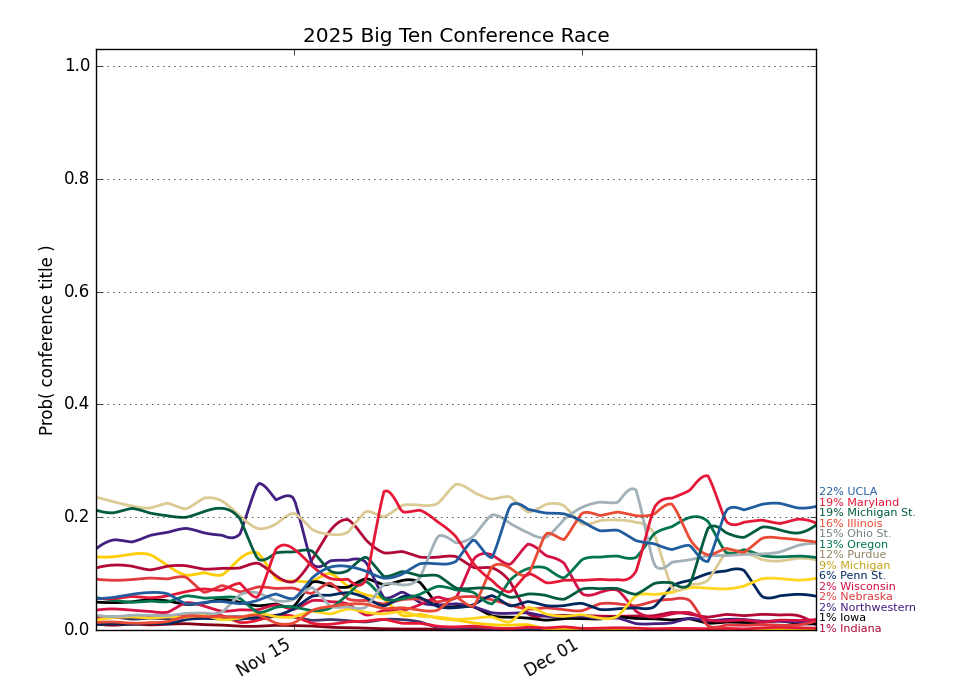 2025 Big Ten Conference Race
1.0
0.8
0.6
0.4
0.2
0.0
Prob( conference title )
Nov 15
Dec 01
22% UCLA
19% Maryland
19% Michigan St.
16% Illinois
15% Ohio St.
13% Oregon
12% Purdue
9% Michigan
6% Penn St.
2% Wisconsin
2% Nebraska
2% Northwestern
1% Iowa
1% Indiana